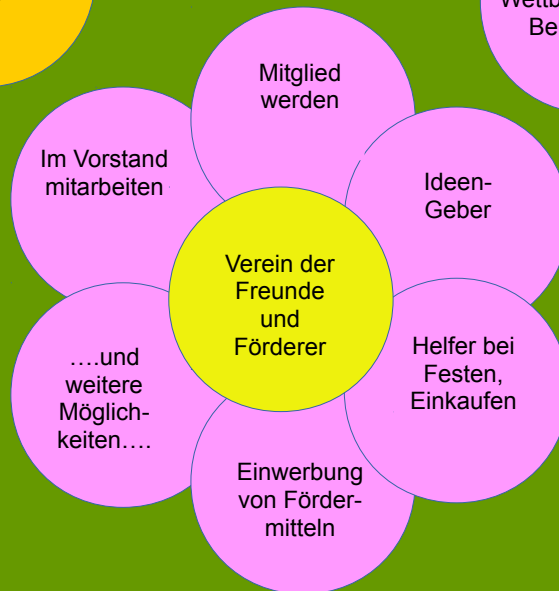 Mitglied
werden
Im Vorstand
mitarbeiten
Ideen-
Geber
Verein der
Freunde
und
Förderer
Helfer bei
Festen,
Einkaufen
….und
weitere
Möglich-
keiten….
Einwerbung
von Förder-
mitteln